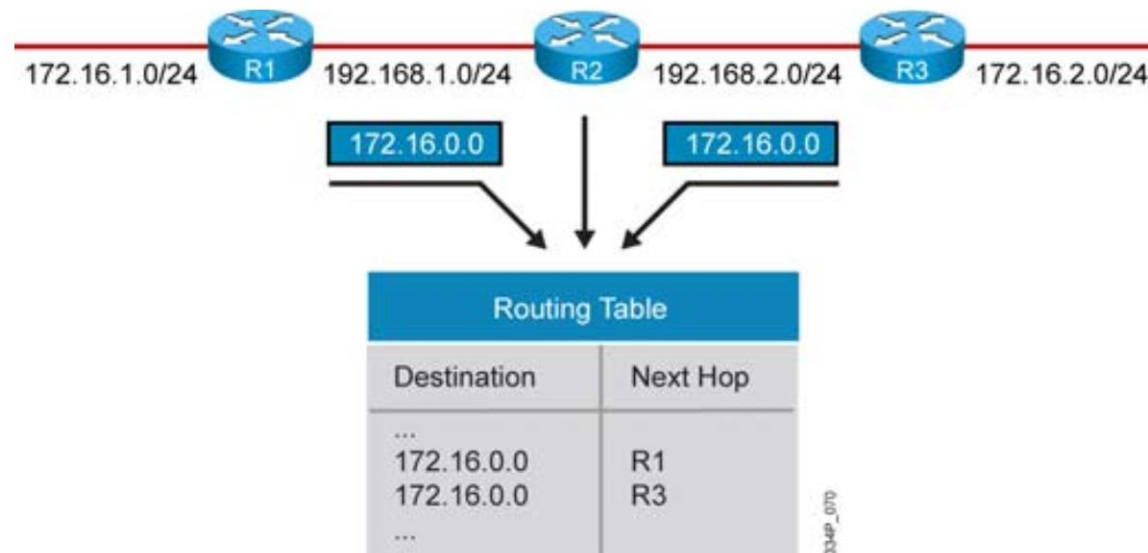 172.16.1.0/24 R1 192.168.1.0/24 R2 192.168.2.0/24 R3 172.16.2.0/24
172.16.0.0 172.16.0.0
Routing Table
Destination Next Hop
...
172.16.0.0 R1
172.16.0.0 R3
...
334P_070